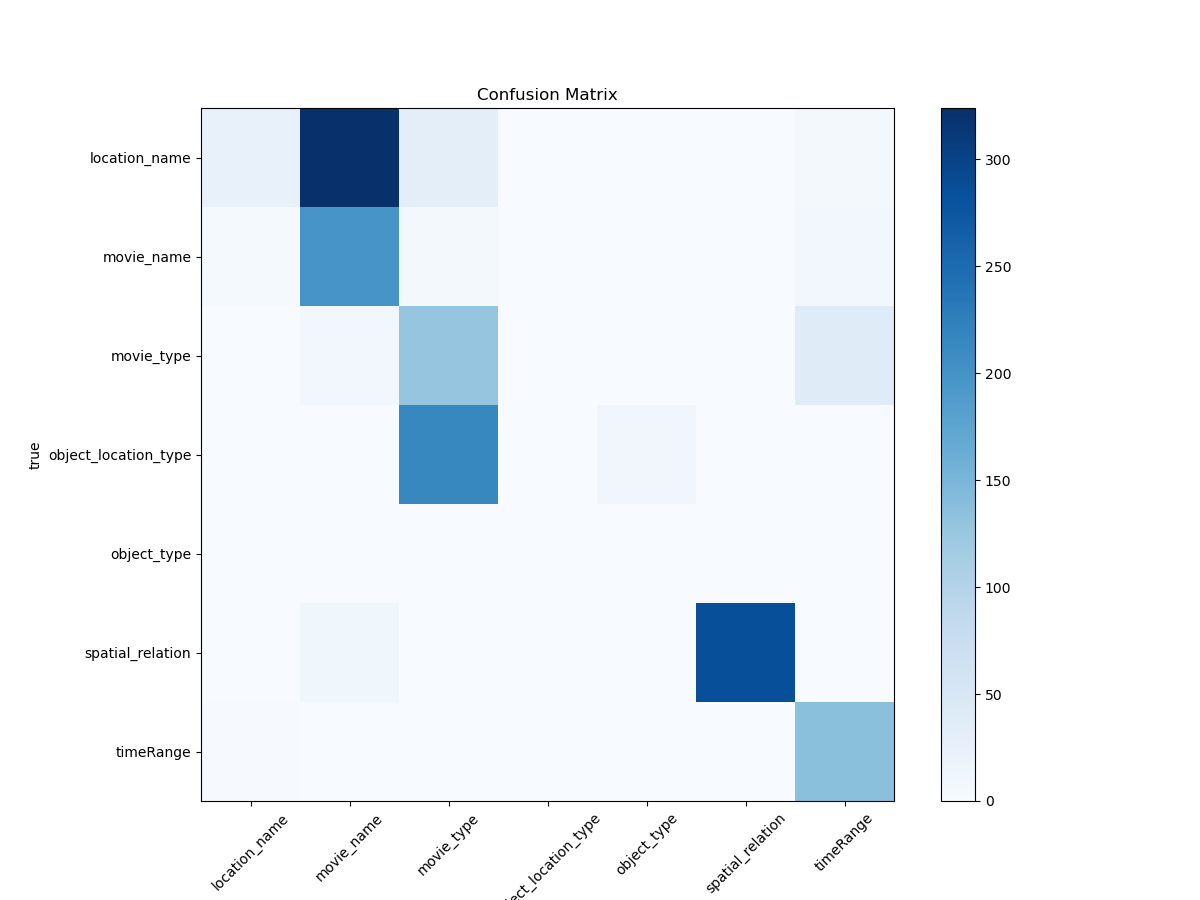 Confusion Matrix
true
location_name
movie_name
movie_type
object_location_type
object_type
spatial_relation
timeRange
location_name
movie_name
movie_type
ject_location_type
object_type
spatial_relation
timeRange
300
250
200
150
100
50
0